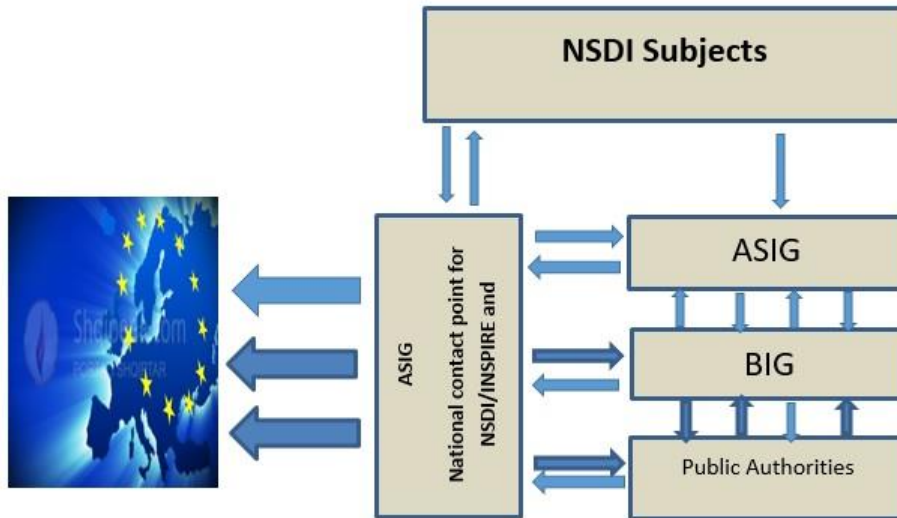 NSDI Subjects
ASIG
National contact point for
NSDI/INSPIRE and
ASIG
BIG
Public Authorities